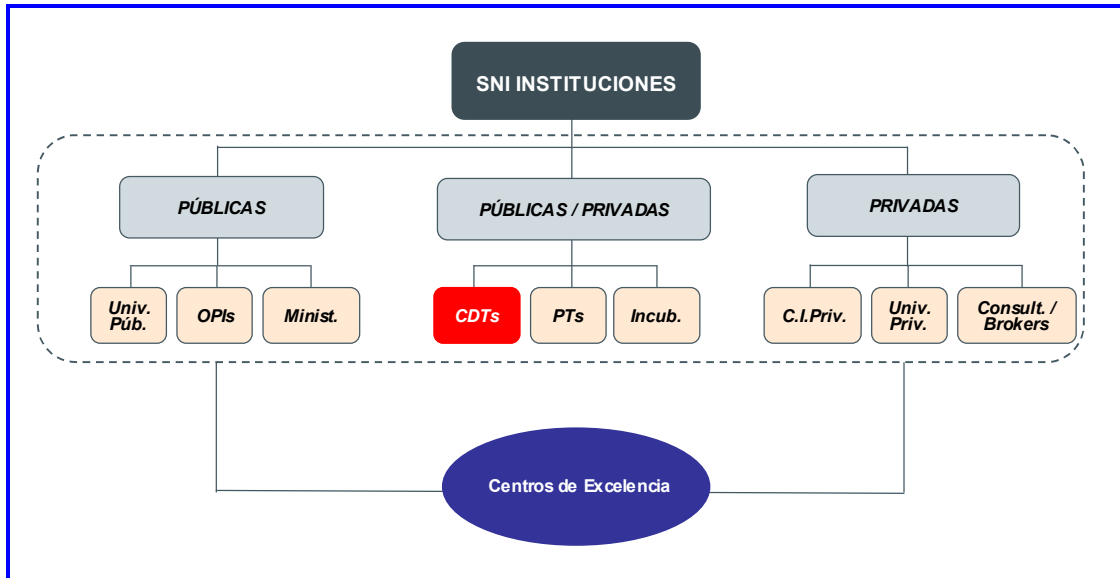 SNI INSTITUCIONES
PÚBLICAS
PÚBLICAS / PRIVADAS
PRIVADAS
Univ.
Púb.
OPIs
Minist.
CDTs
PTs
Incub.
C.I.Priv.
Univ.
Priv.
Consult. /
Brokers
Centros de Excelencia